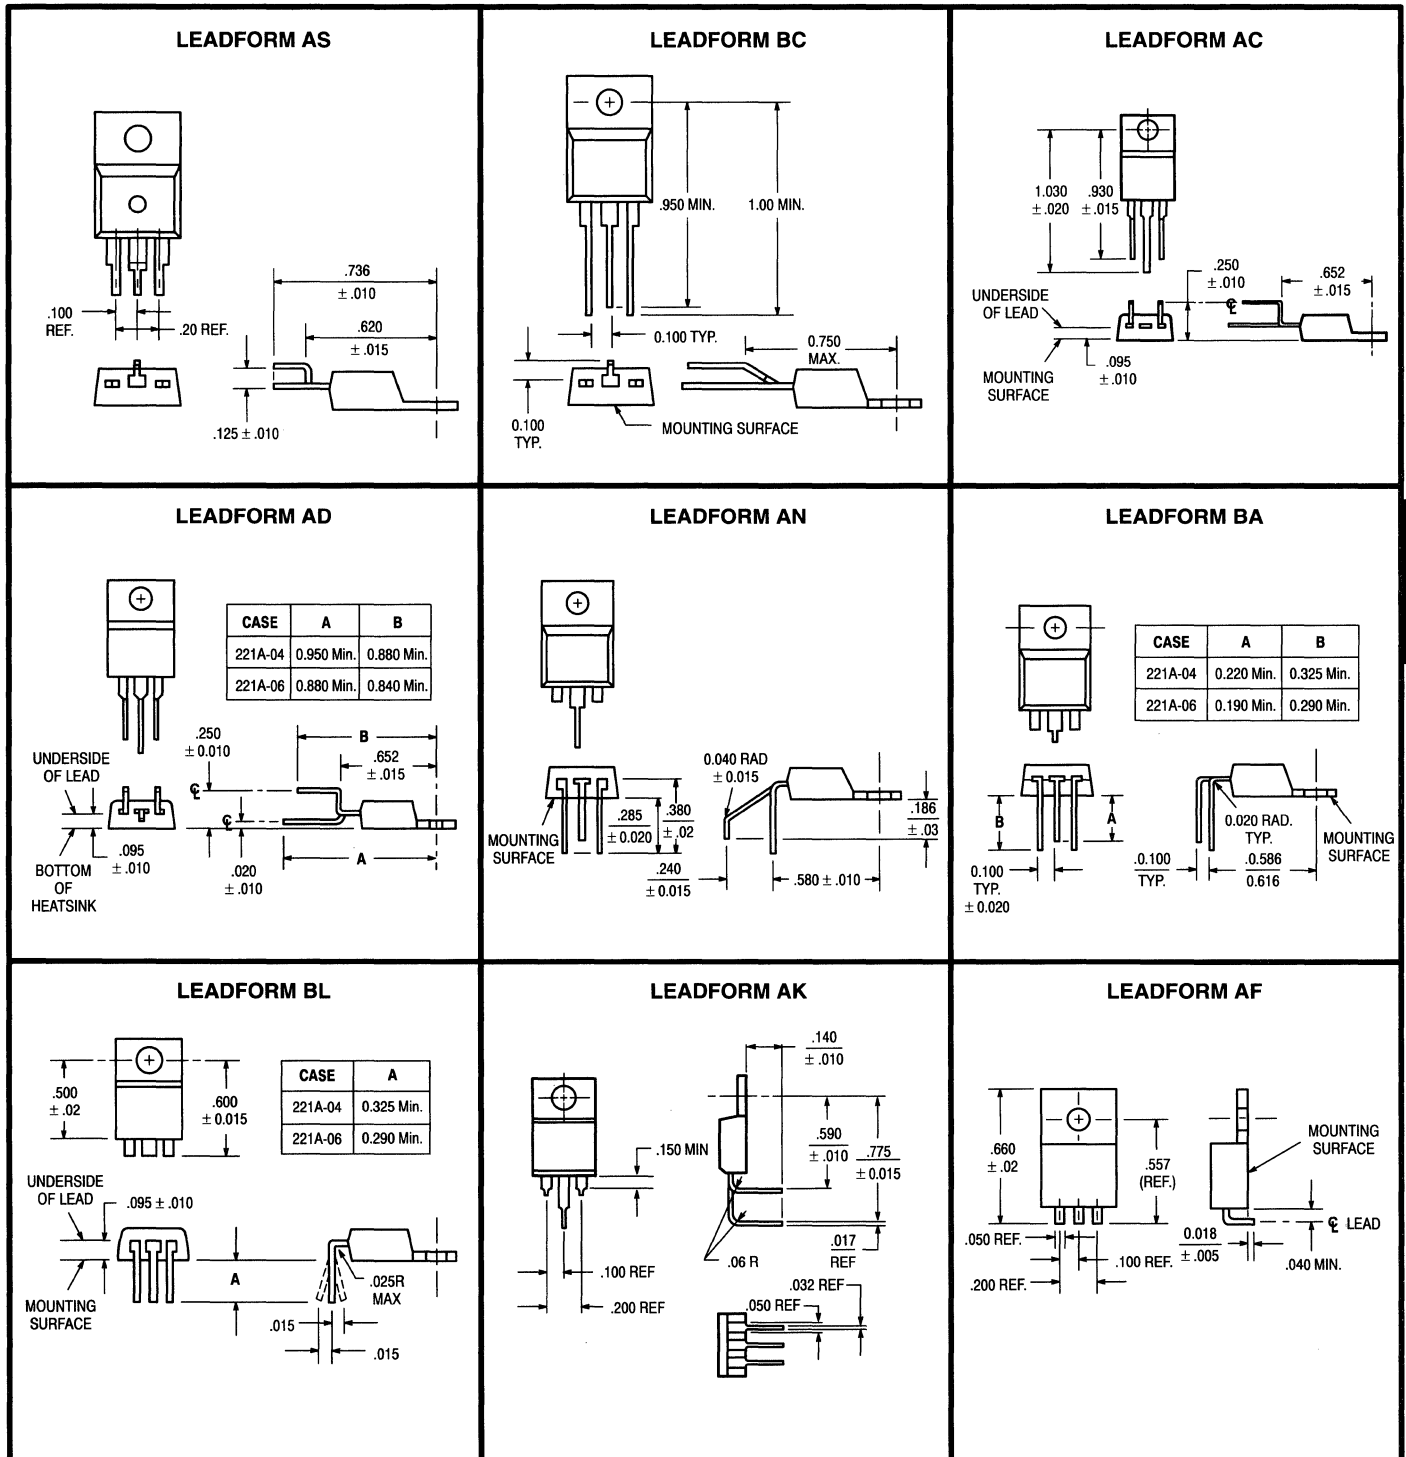 LEADFORM AS
.100
REF.
.20 REF.
.736
± .010
.620
± .015
.125 ± .010
LEADFORM BC
.950 MIN.
1.00 MIN.
0.100 TYP.
0.750
MAX.
0.100
TYP.
MOUNTING SURFACE
LEADFORM AC
1.030
± .020
.930
± .015
.250
± .010
.652
± .015
UNDERSIDE
OF LEAD
℄
MOUNTING
SURFACE
.095
± .010
LEADFORM AD
CASE A B
221A-04 0.950 Min. 0.880 Min.
221A-06 0.880 Min. 0.840 Min.
.250
± 0.010
B
.652
± .015
UNDERSIDE
OF LEAD
℄
℄
.095
± .010
A
BOTTOM
OF
HEATSINK
.020
± .010
LEADFORM AN
0.040 RAD
± 0.015
MOUNTING
SURFACE
.285
± 0.020
.380
± .02
.186
± .03
.240
± 0.015
.580 ± .010
LEADFORM BA
CASE A B
221A-04 0.220 Min. 0.325 Min.
221A-06 0.190 Min. 0.290 Min.
B
A
0.020 RAD.
TYP.
MOUNTING
SURFACE
0.100
TYP.
± 0.020
.0.100
TYP.
0.586
0.616
LEADFORM BL
.500
± .02
.600
± 0.015
CASE A
221A-04 0.325 Min.
221A-06 0.290 Min.
UNDERSIDE
OF LEAD
.095 ± .010
A
MOUNTING
SURFACE
.025R
MAX
.015
.015
LEADFORM AK
.140
± .010
.150 MIN
.590
± .010
.775
± 0.015
.100 REF
.200 REF
.06 R
.017
REF
.032 REF
.050 REF
LEADFORM AF
.660
± .02
.557
(REF.)
MOUNTING
SURFACE
.050 REF.
.100 REF.
.200 REF.
0.018
± .005
℄ LEAD
.040 MIN.